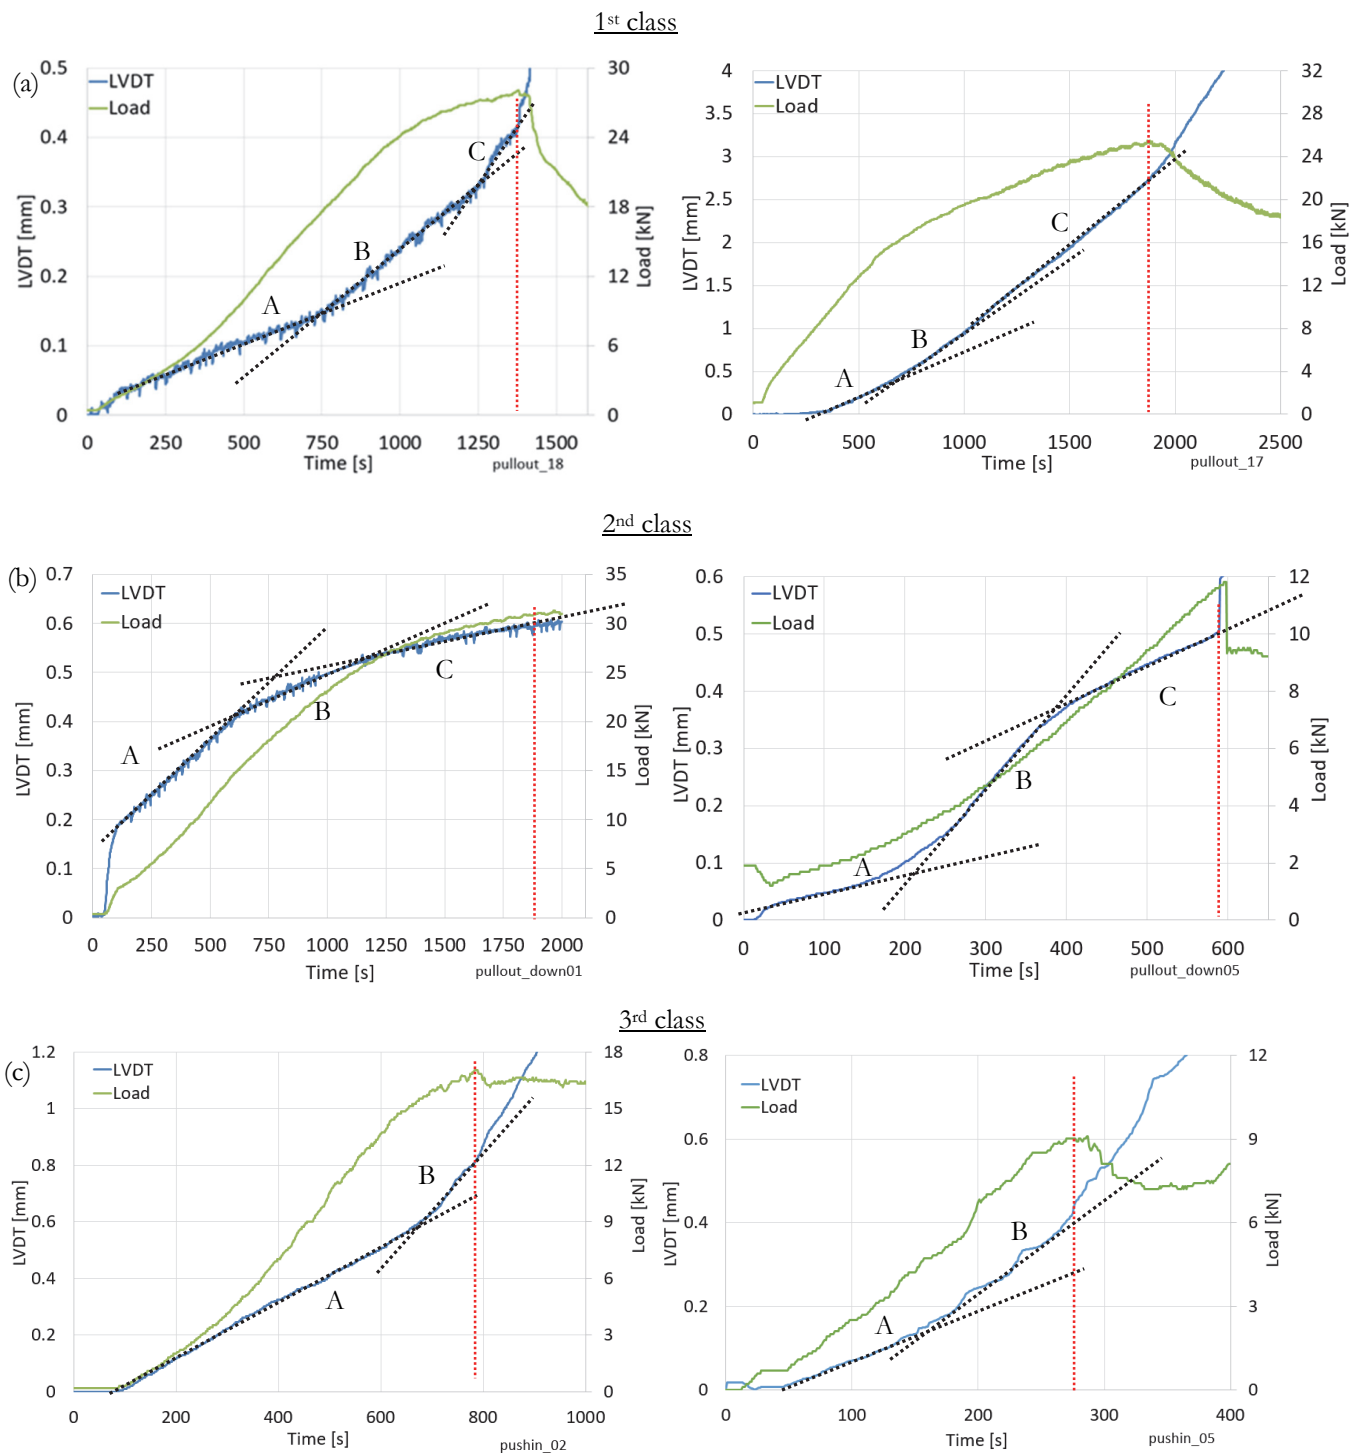 1st class
(a)
LVDT
Load
0.5
0.4
0.3
0.2
0.1
0
LVDT [mm]
30
24
18
12
6
0
Load [kN]
A
B
C
0 250 500 750 1000 1250 1500
Time [s]
pullout_18
LVDT
Load
4
3.5
3
2.5
2
1.5
1
0.5
0
LVDT [mm]
32
28
24
20
16
12
8
4
0
Load [kN]
A
B
C
0 500 1000 1500 2000 2500
Time [s]
pullout_17
2nd class
(b)
LVDT
Load
0.7
0.6
0.5
0.4
0.3
0.2
0.1
0
LVDT [mm]
35
30
25
20
15
10
5
0
Load [kN]
A
B
C
0 250 500 750 1000 1250 1500 1750 2000
Time [s]
pullout_down01
LVDT
Load
0.6
0.5
0.4
0.3
0.2
0.1
0
LVDT [mm]
12
10
8
6
4
2
0
Load [kN]
A
B
C
0 100 200 300 400 500 600
Time [s]
pullout_down05
3rd class
(c)
LVDT
Load
1.2
1
0.8
0.6
0.4
0.2
0
LVDT [mm]
18
15
12
9
6
3
0
Load [kN]
A
B
0 200 400 600 800 1000
Time [s]
pushin_02
LVDT
Load
0.8
0.6
0.4
0.2
0
LVDT [mm]
12
9
6
3
0
Load [kN]
A
B
0 100 200 300 400
Time [s]
pushin_05